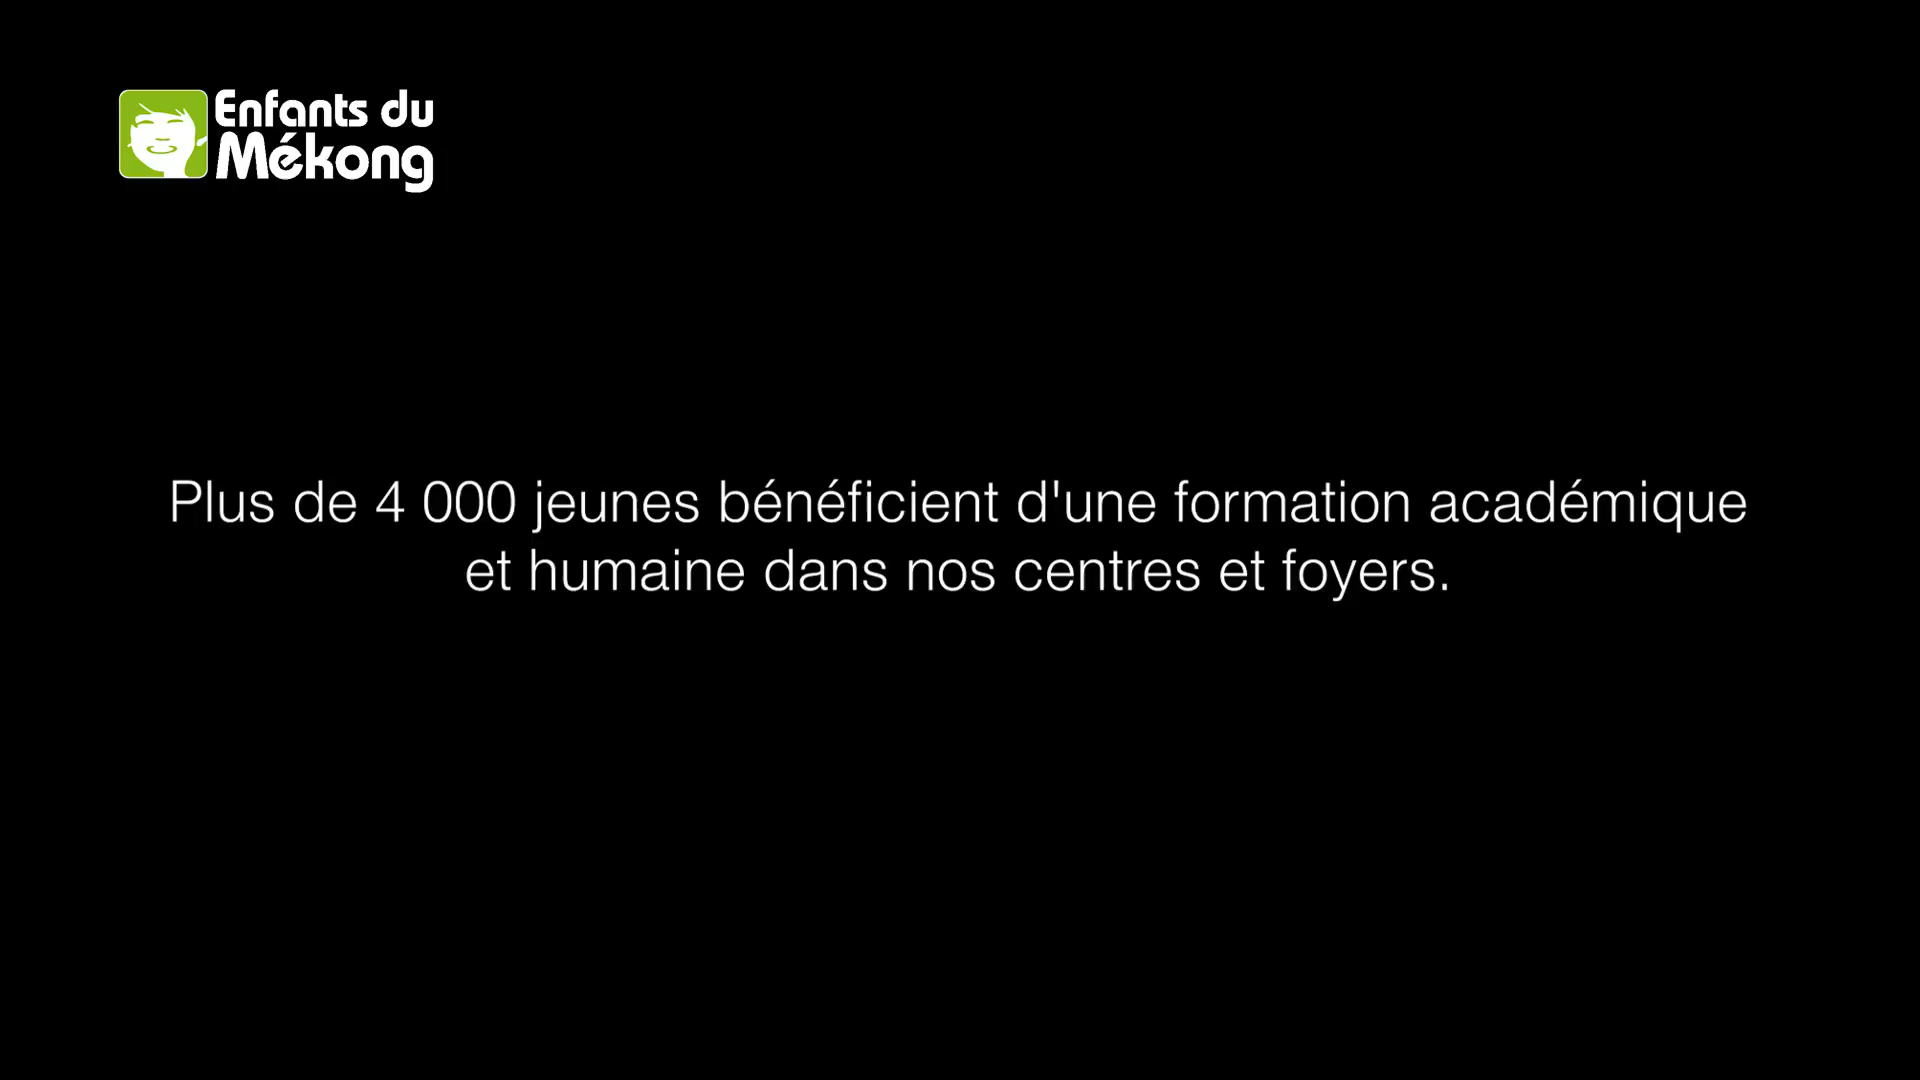 Enfants du
Mékong
Plus de 4 000 jeunes bénéficient d'une formation académique
et humaine dans nos centres et foyers.